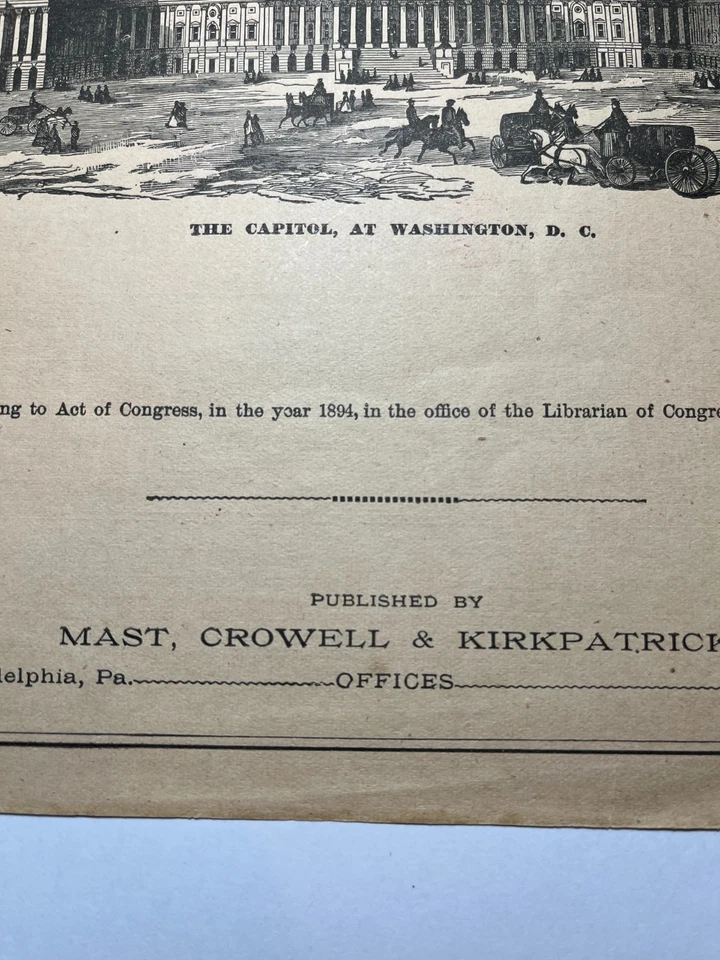 THE CAPITOL, AT WASHINGTON, D. C.
ng to Act of Congress, in the year 1894, in the office of the Librarian of Congre
PUBLISHED BY
MAST, CROWELL & KIRKPATRICK
lelphia, Pa. OFFICES